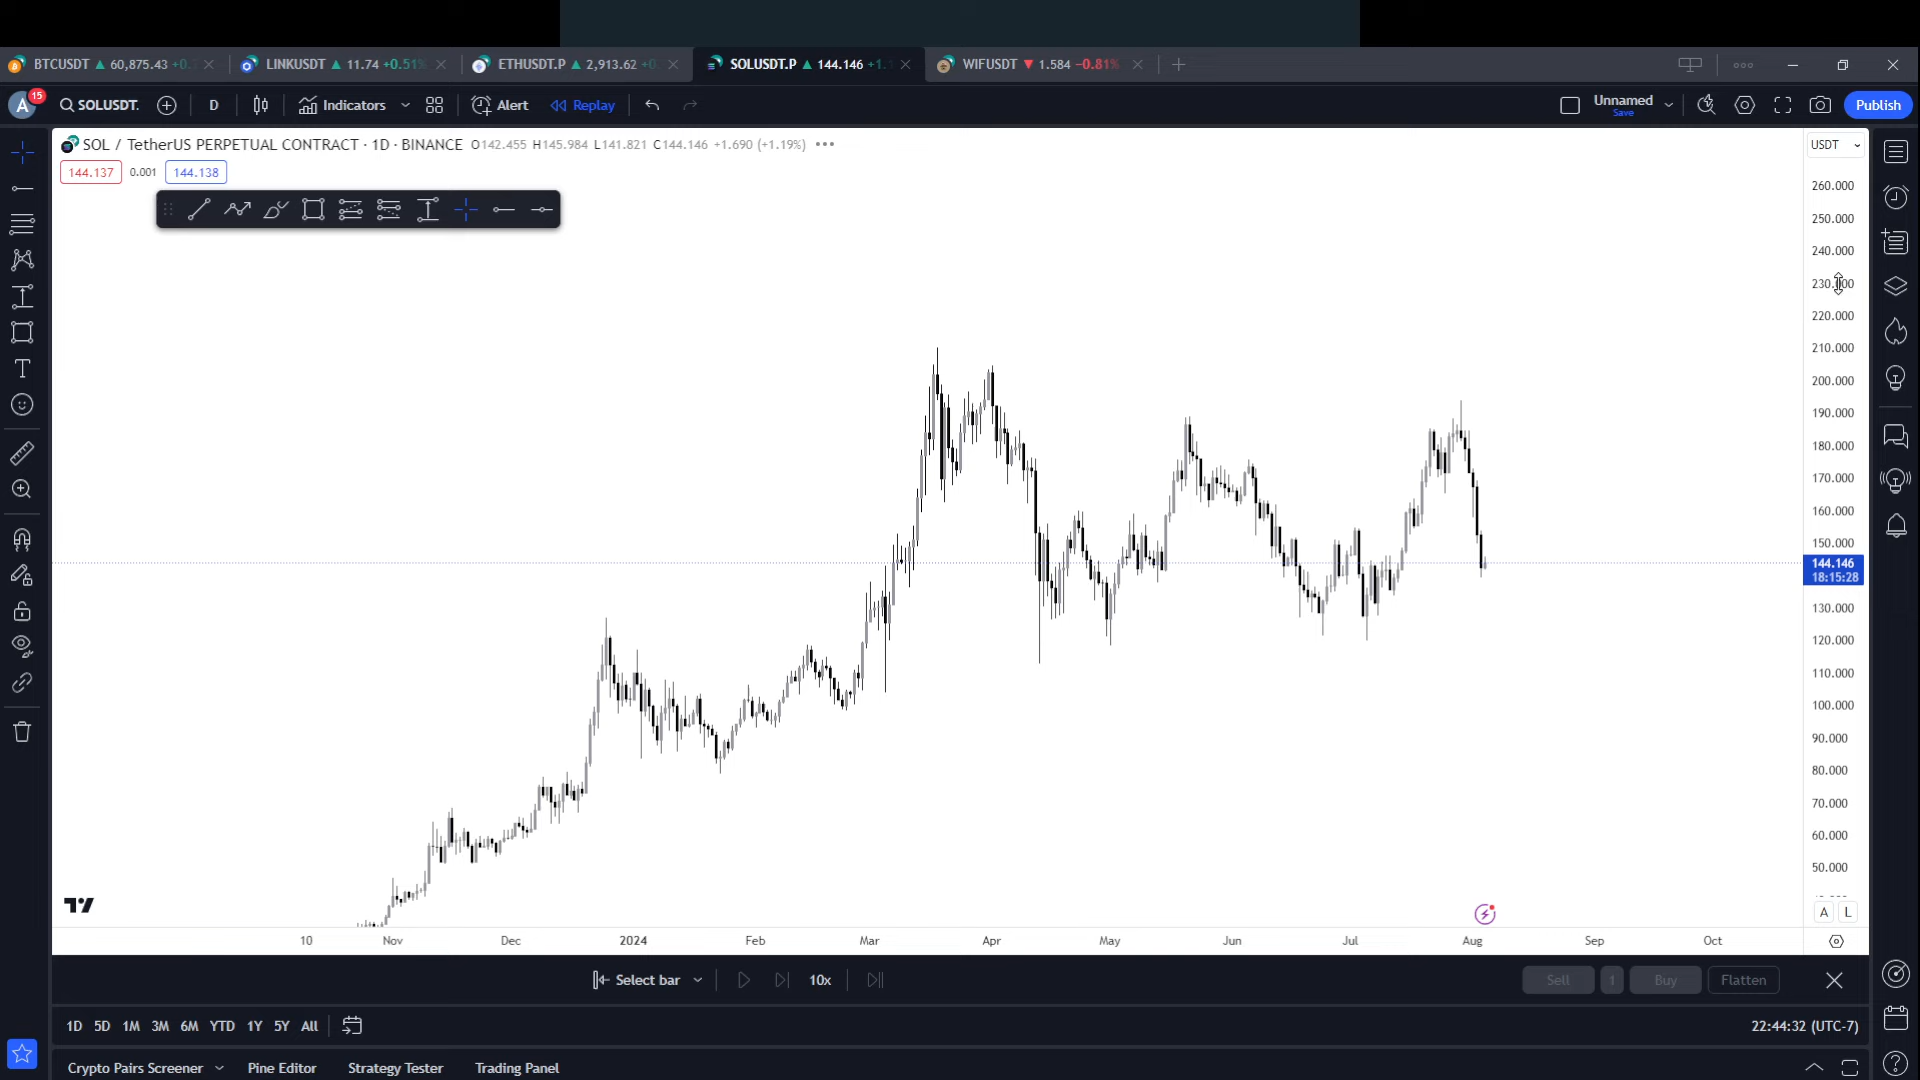 BTCUSDT ▲ 60,875.43 +0.
LINKUSDT ▲ 11.74 +0.51%
ETHUSDT.P ▲ 2,913.62 +0
SOLUSDT.P ▲ 144.146 +1.
WIFUSDT ▼ 1.584 −0.81%
A 15 SOLUSDT. D Indicators Alert Replay Unnamed Save Publish
SOL / TetherUS PERPETUAL CONTRACT · 1D · BINANCE O142.455 H145.984 L141.821 C144.146 +1.690 (+1.19%)
USDT
144.137 0.001 144.138
260.000
250.000
240.000
230.000
220.000
210.000
200.000
190.000
180.000
170.000
160.000
150.000
144.146
18:15:28
130.000
120.000
110.000
100.000
90.000
80.000
70.000
60.000
50.000
A L
10 Nov Dec 2024 Feb Mar Apr May Jun Jul Aug Sep Oct
Select bar 10x Sell 1 Buy Flatten
1D 5D 1M 3M 6M YTD 1Y 5Y All 22:44:32 (UTC-7)
Crypto Pairs Screener Pine Editor Strategy Tester Trading Panel